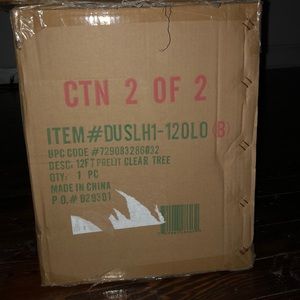 CTN 2 OF 2
ITEM#DUSLH1-120LO (B)
UPC CODE #729083286032
DESC: 12FT PRELIT CLEAR TREE
QTY: 1 PC
MADE IN CHINA
P.O.# 020301